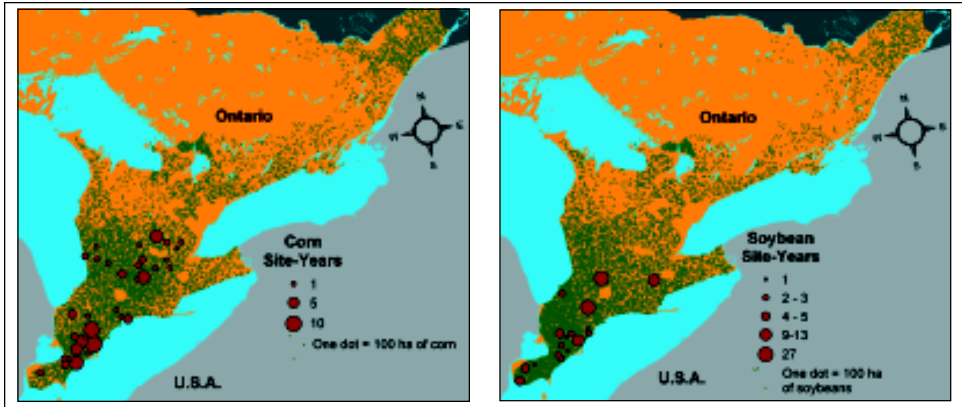 Ontario
N
E
W
S
Corn
Site-Years
1
5
10
One dot = 100 ha of corn
U.S.A.
Ontario
N
E
W
S
Soybean
Site-Years
1
2 - 3
4 - 5
9-13
27
One dot = 100 ha
of soybeans
U.S.A.